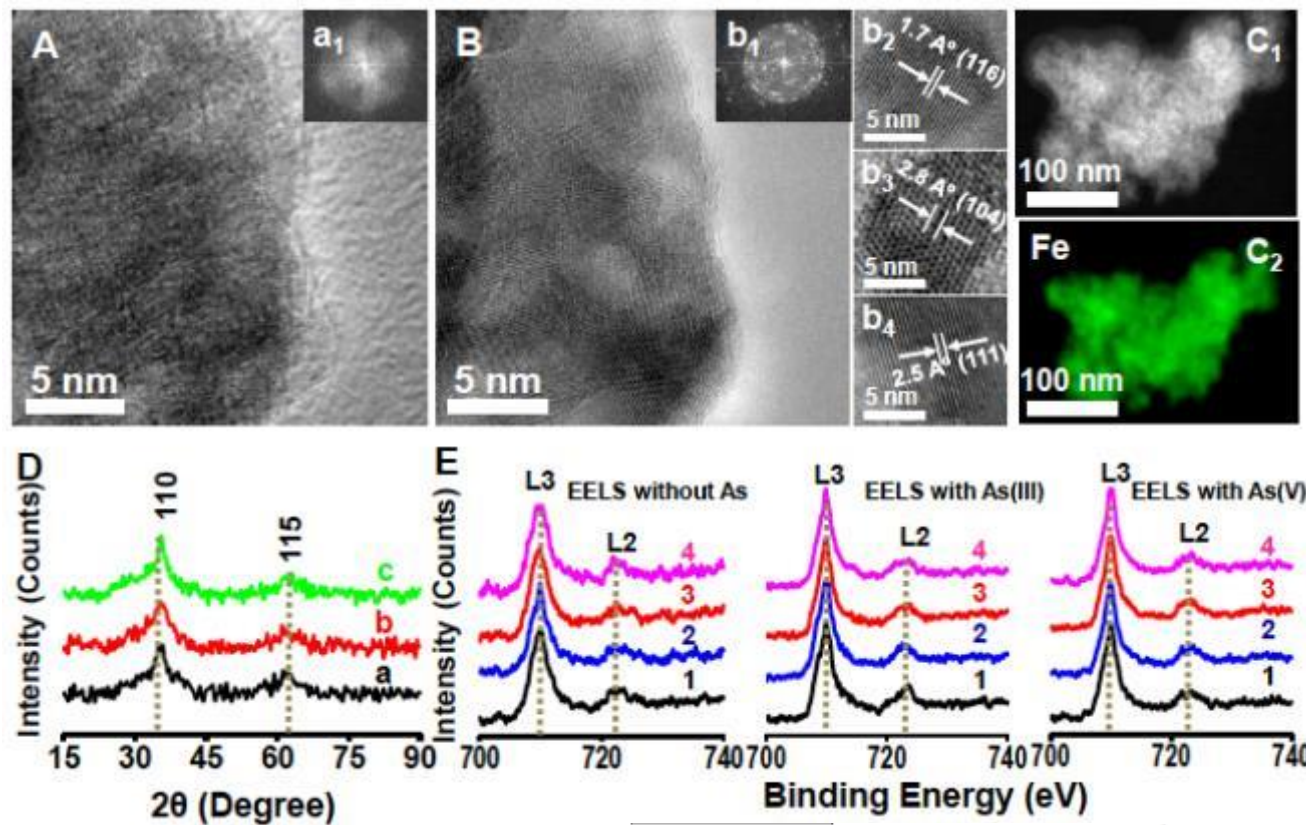 A
a1
5 nm
B
b1
5 nm
b2
1.7 A° (116)
5 nm
b3
2.8 A° (104)
5 nm
b4
2.5 A° (111)
5 nm
C1
100 nm
Fe
C2
100 nm
D
Intensity (Counts)
110
115
c
b
a
15 30 45 60 75 90
2θ (Degree)
E
Intensity (Counts)
L3
EELS without As
L2
4
3
2
1
700 720 740
L3
EELS with As(III)
L2
4
3
2
1
700 720 740
L3
EELS with As(V)
L2
4
3
2
1
700 720 740
Binding Energy (eV)